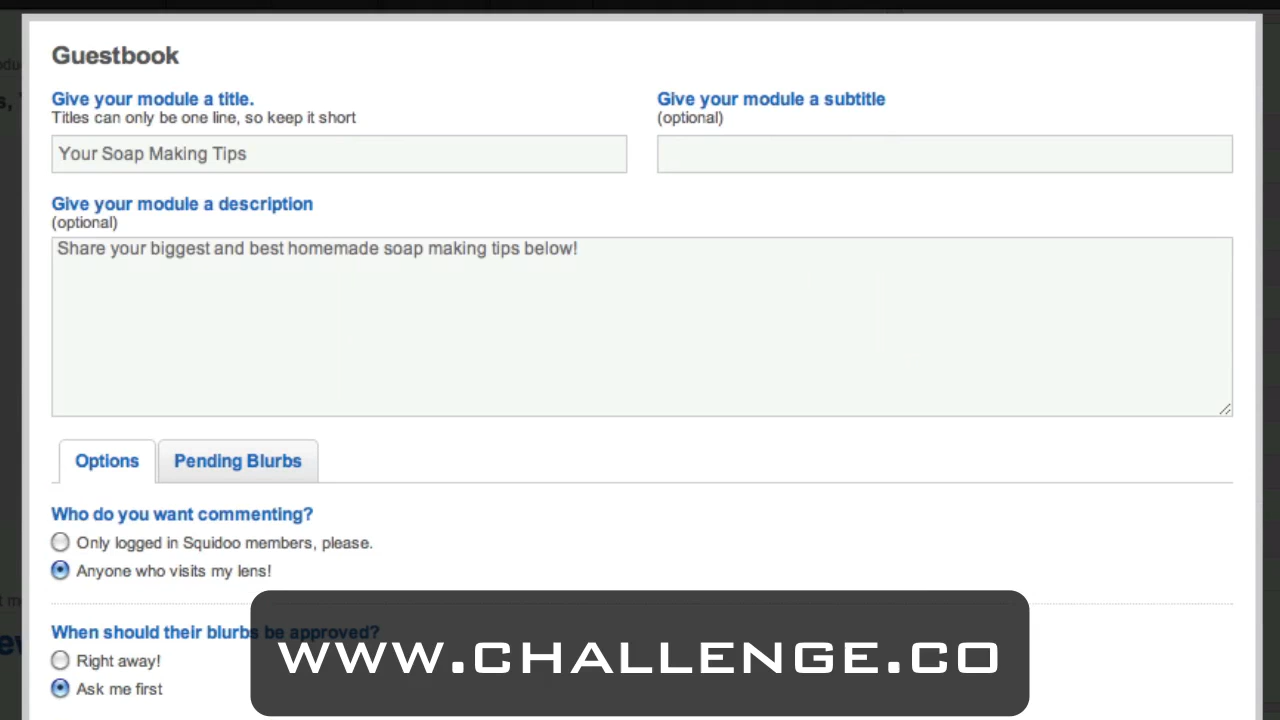 Guestbook
Give your module a title.
Titles can only be one line, so keep it short
Your Soap Making Tips
Give your module a subtitle
(optional)
Give your module a description
(optional)
Share your biggest and best homemade soap making tips below!
Options
Pending Blurbs
Who do you want commenting?
Only logged in Squidoo members, please.
Anyone who visits my lens!
When should their blurbs be approved?
Right away!
Ask me first
WWW.CHALLENGE.CO